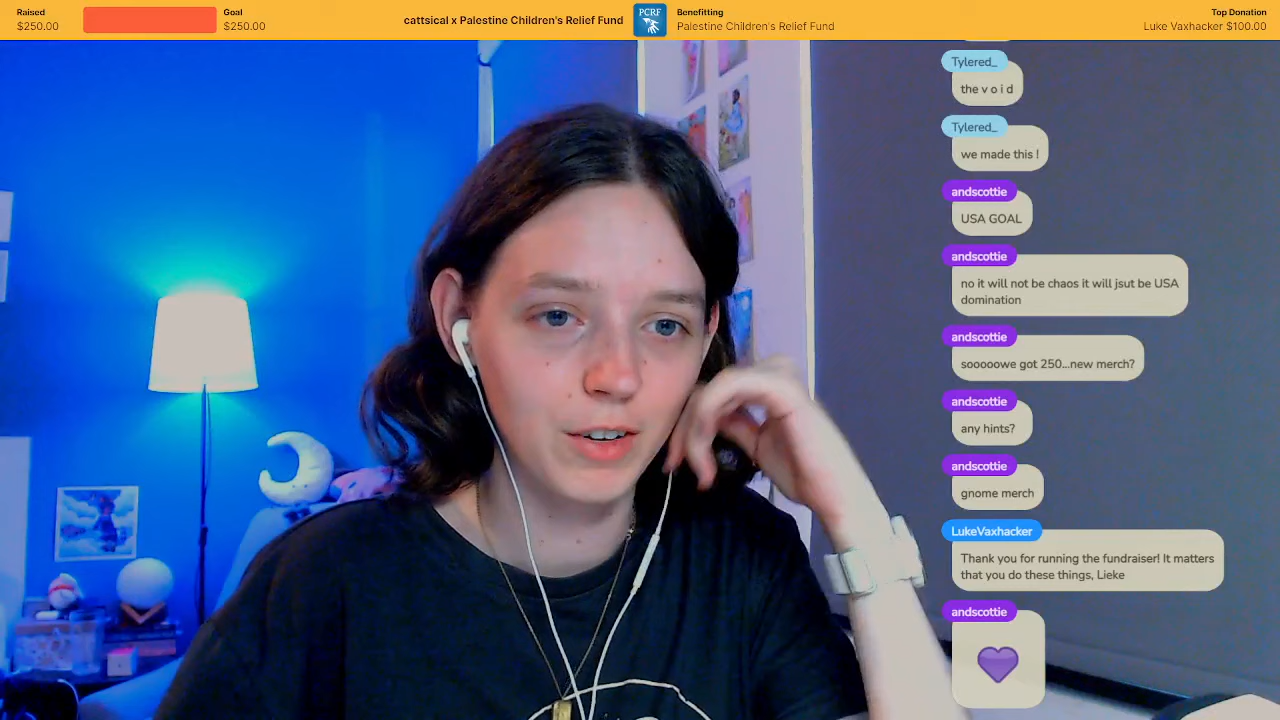 Raised
$250.00
Goal
$250.00
cattsical x Palestine Children's Relief Fund
PCRF
Benefitting
Palestine Children's Relief Fund
Top Donation
Luke Vaxhacker $100.00
Tylered_
the v o i d
Tylered_
we made this !
andscottie
USA GOAL
andscottie
no it will not be chaos it will jsut be USA
domination
andscottie
sooooowe got 250...new merch?
andscottie
any hints?
andscottie
gnome merch
LukeVaxhacker
Thank you for running the fundraiser! It matters
that you do these things, Lieke
andscottie